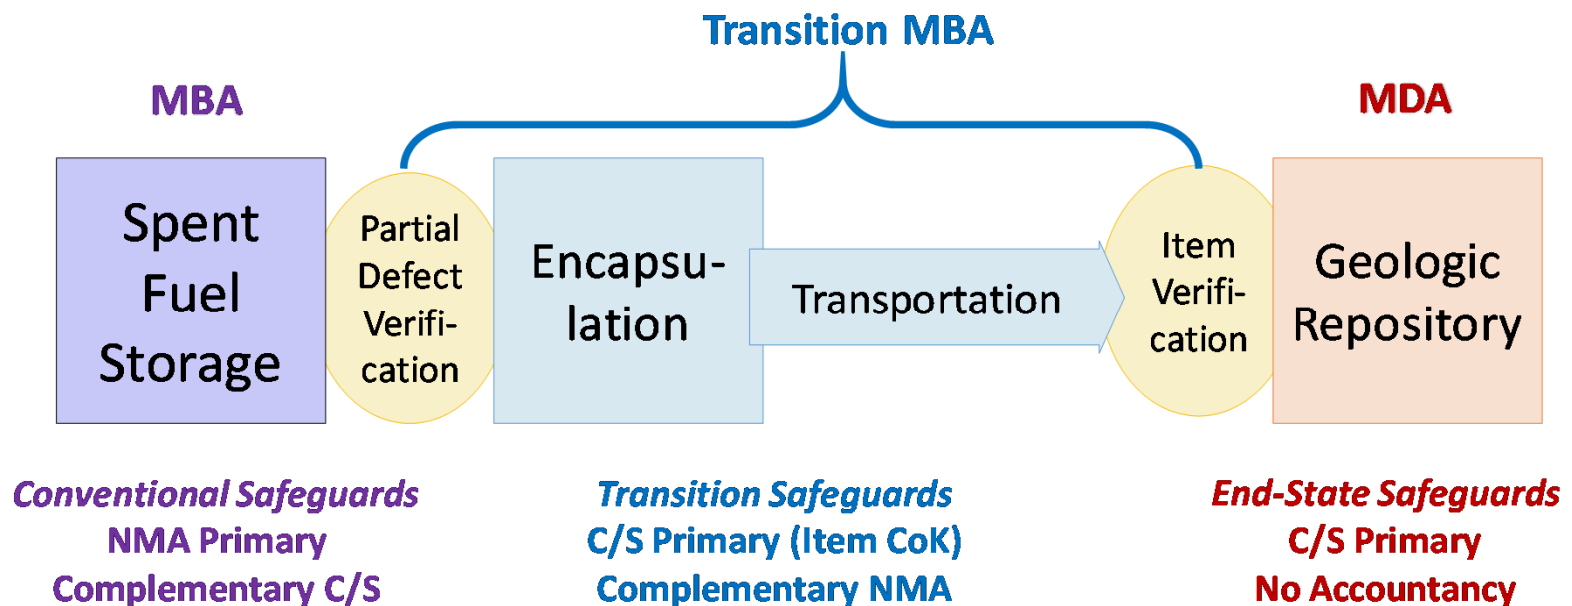 Transition MBA
MBA
MDA
Spent
Fuel
Storage
Partial
Defect
Verifi-
cation
Encapsu-
lation
Transportation
Item
Verifi-
cation
Geologic
Repository
Conventional Safeguards
NMA Primary
Complementary C/S
Transition Safeguards
C/S Primary (Item CoK)
Complementary NMA
End-State Safeguards
C/S Primary
No Accountancy